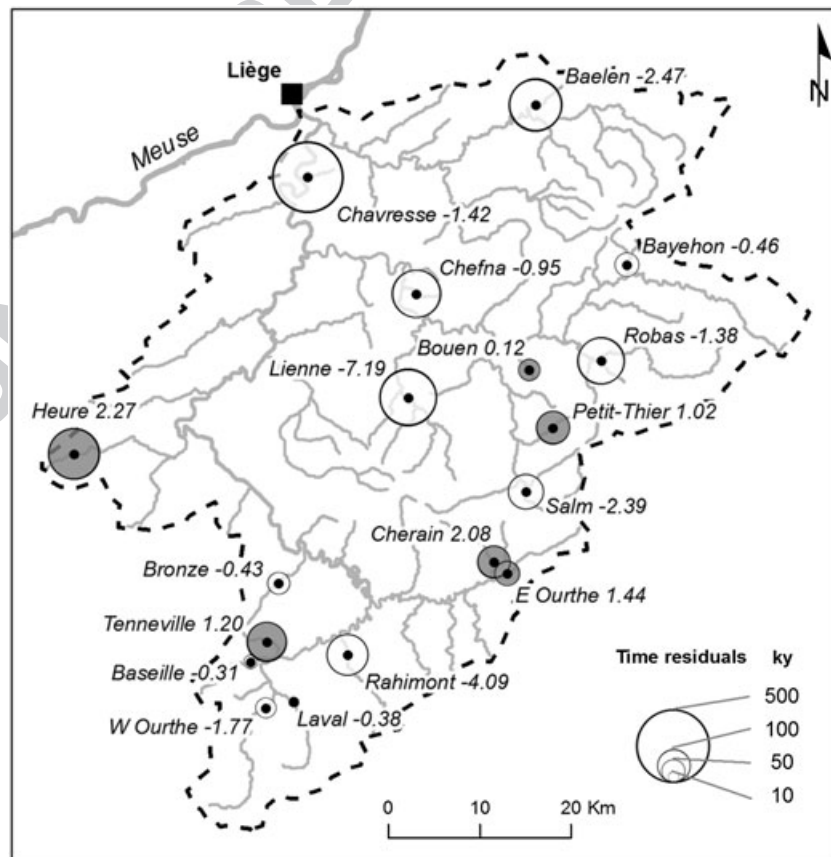 Liège
Baelen -2.47
N
Meuse
Chavresse -1.42
Bayehon -0.46
Chefna -0.95
Bouen 0.12
Robas -1.38
Lienne -7.19
Heure 2.27
Petit-Thier 1.02
Salm -2.39
Cherain 2.08
Bronze -0.43
E Ourthe 1.44
Tenneville 1.20
Baseille -0.31
Rahimont -4.09
W Ourthe -1.77
Laval -0.38
Time residuals ky
500
100
50
10
0 10 20 Km